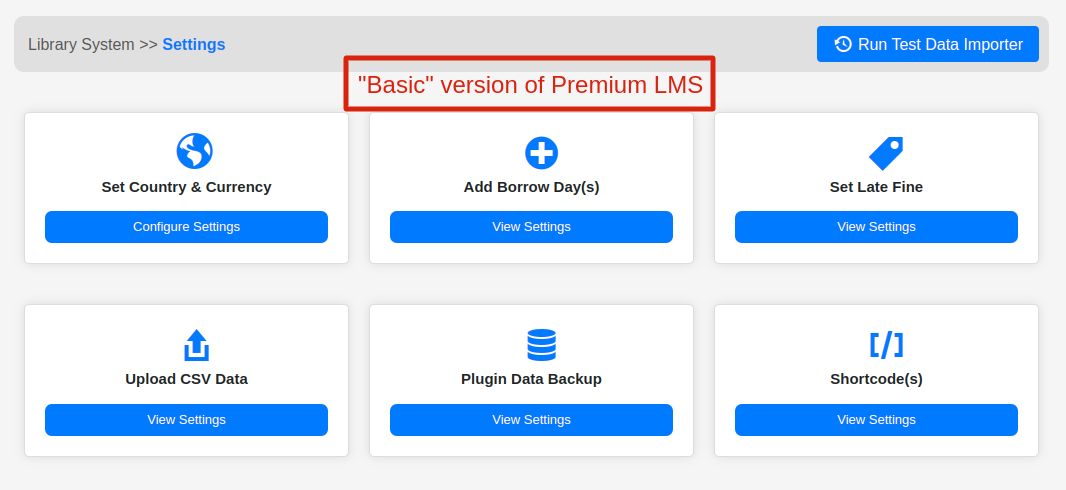 Library System >> Settings
Run Test Data Importer
"Basic" version of Premium LMS
Set Country & Currency
Configure Settings
Add Borrow Day(s)
View Settings
Set Late Fine
View Settings
Upload CSV Data
View Settings
Plugin Data Backup
View Settings
[/]
Shortcode(s)
View Settings